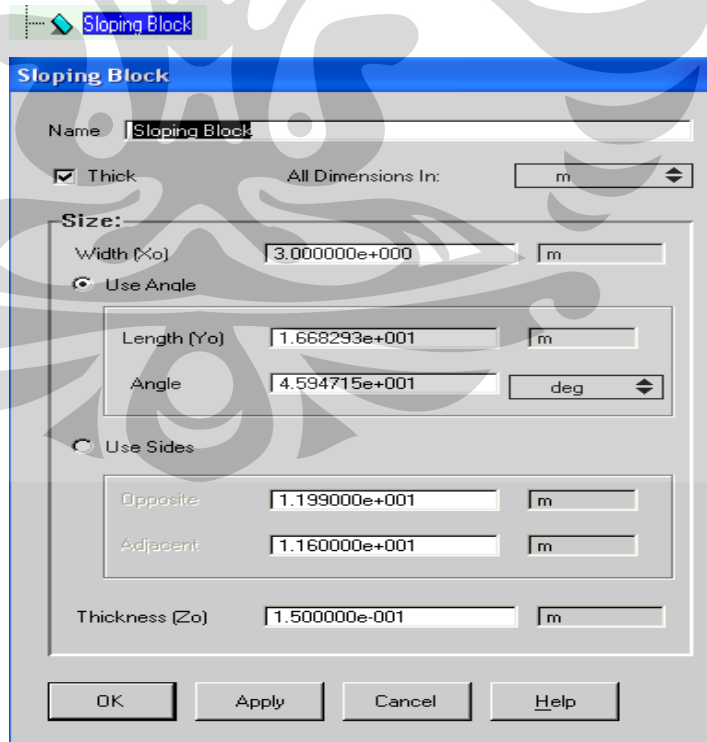 Sloping Block
Sloping Block
Name Sloping Block
Thick All Dimensions In: m
Size:
Width (Xo) 3.000000e+000 m
Use Angle
Length (Yo) 1.668293e+001 m
Angle 4.594715e+001 deg
Use Sides
Opposite 1.199000e+001 m
Adjacent 1.160000e+001 m
Thickness (Zo) 1.500000e-001 m
OK Apply Cancel Help